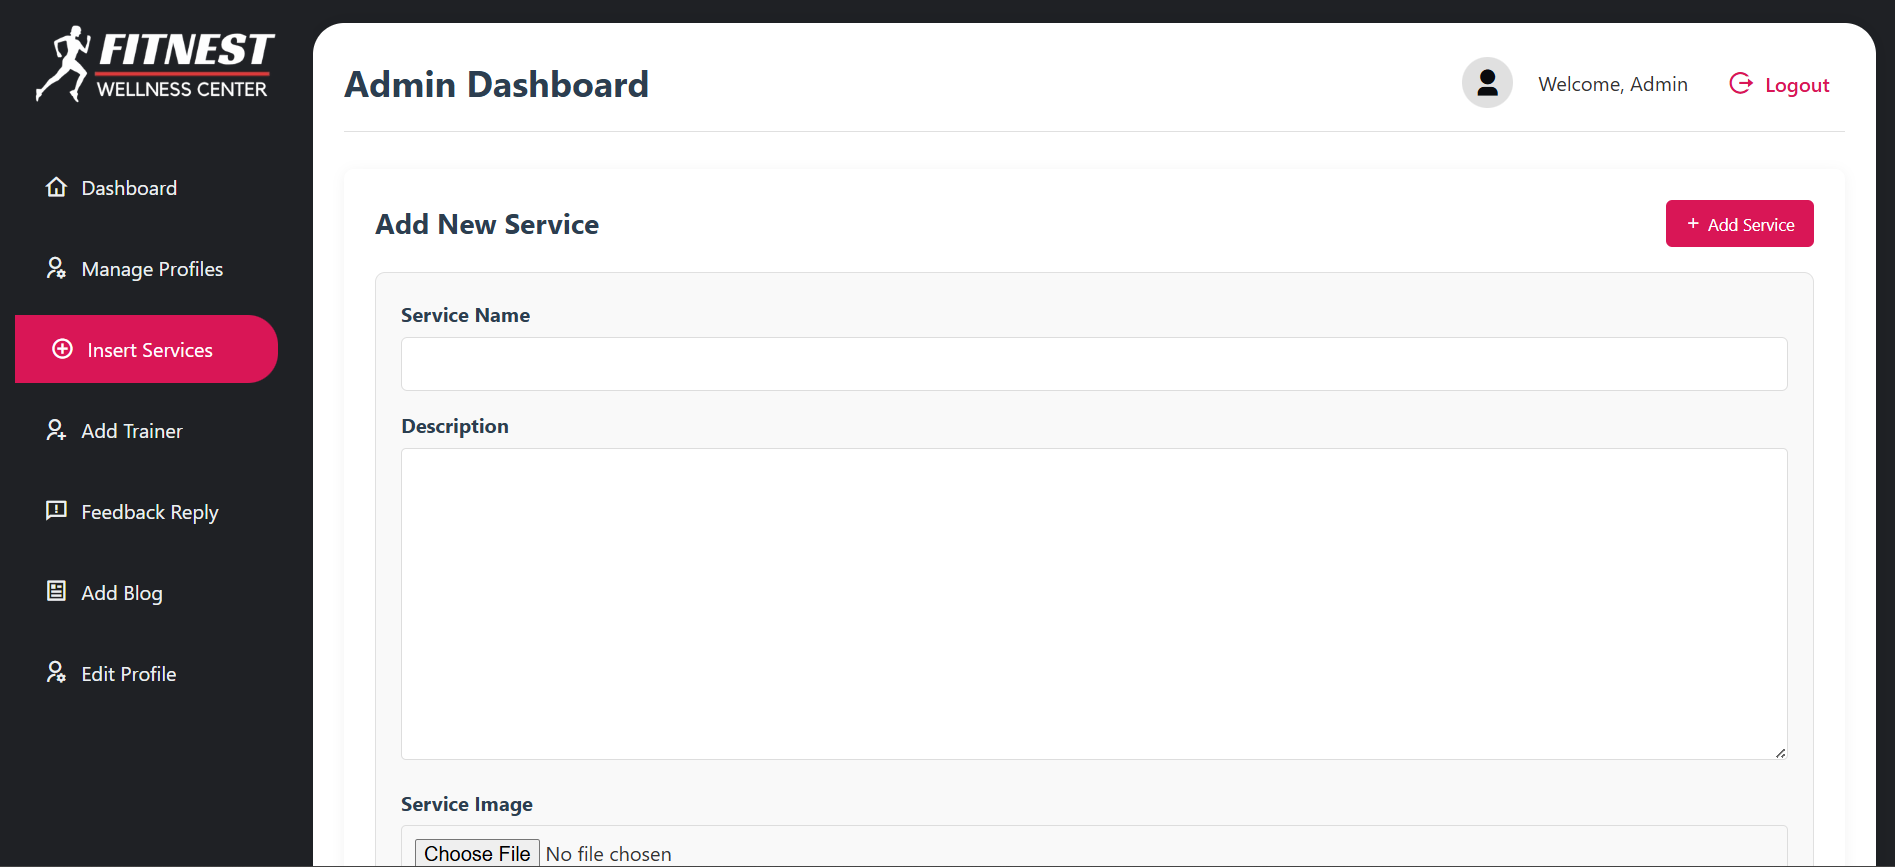 FITNEST
WELLNESS CENTER
Dashboard
Manage Profiles
Insert Services
Add Trainer
Feedback Reply
Add Blog
Edit Profile
Admin Dashboard
Welcome, Admin
Logout
Add New Service
+ Add Service
Service Name
Description
Service Image
Choose File No file chosen